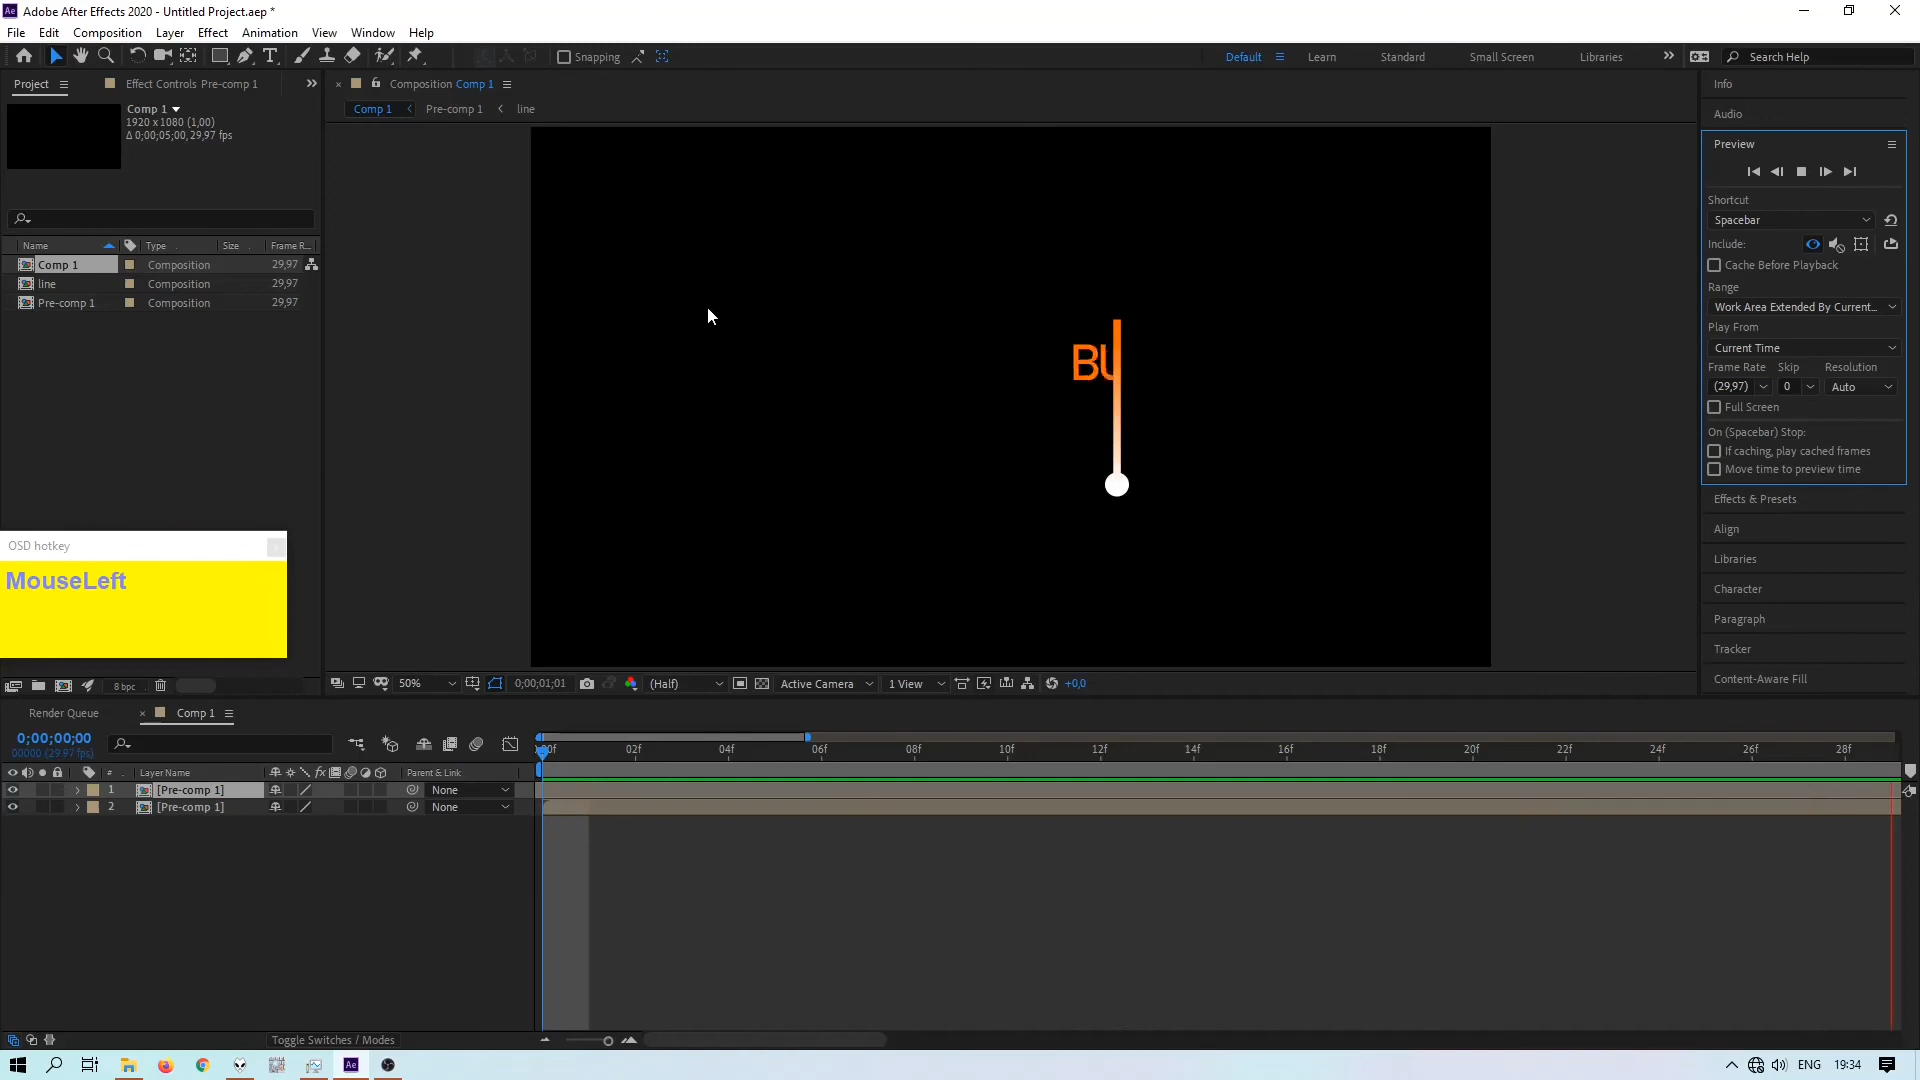 Ae Adobe After Effects 2020 - Untitled Project.aep *
File Edit Composition Layer Effect Animation View Window Help
Snapping Default Learn Standard Small Screen Libraries Search Help
Project Effect Controls Pre-comp 1
Composition Comp 1
Comp 1 Pre-comp 1 line
Comp 1
1920 x 1080 (1,00)
Δ 0;00;05;00, 29,97 fps
Name Type Size Frame R...
Comp 1 Composition 29,97
line Composition 29,97
Pre-comp 1 Composition 29,97
BU
Info
Audio
Preview
Shortcut
Spacebar
Include:
Cache Before Playback
Range
Work Area Extended By Current...
Play From
Current Time
Frame Rate Skip Resolution
(29,97) 0 Auto
Full Screen
On (Spacebar) Stop:
If caching, play cached frames
Move time to preview time
Effects & Presets
Align
Libraries
Character
Paragraph
Tracker
Content-Aware Fill
OSD hotkey
MouseLeft
8 bpc
50% 0;00;01;01 (Half) Active Camera 1 View +0,0
Render Queue Comp 1
0;00;00;00
00000 (29.97 fps)
:00f 02f 04f 06f 08f 10f 12f 14f 16f 18f 20f 22f 24f 26f 28f
# Layer Name fx Parent & Link
1 [Pre-comp 1] None
2 [Pre-comp 1] None
Toggle Switches / Modes
Ae ENG 19:34